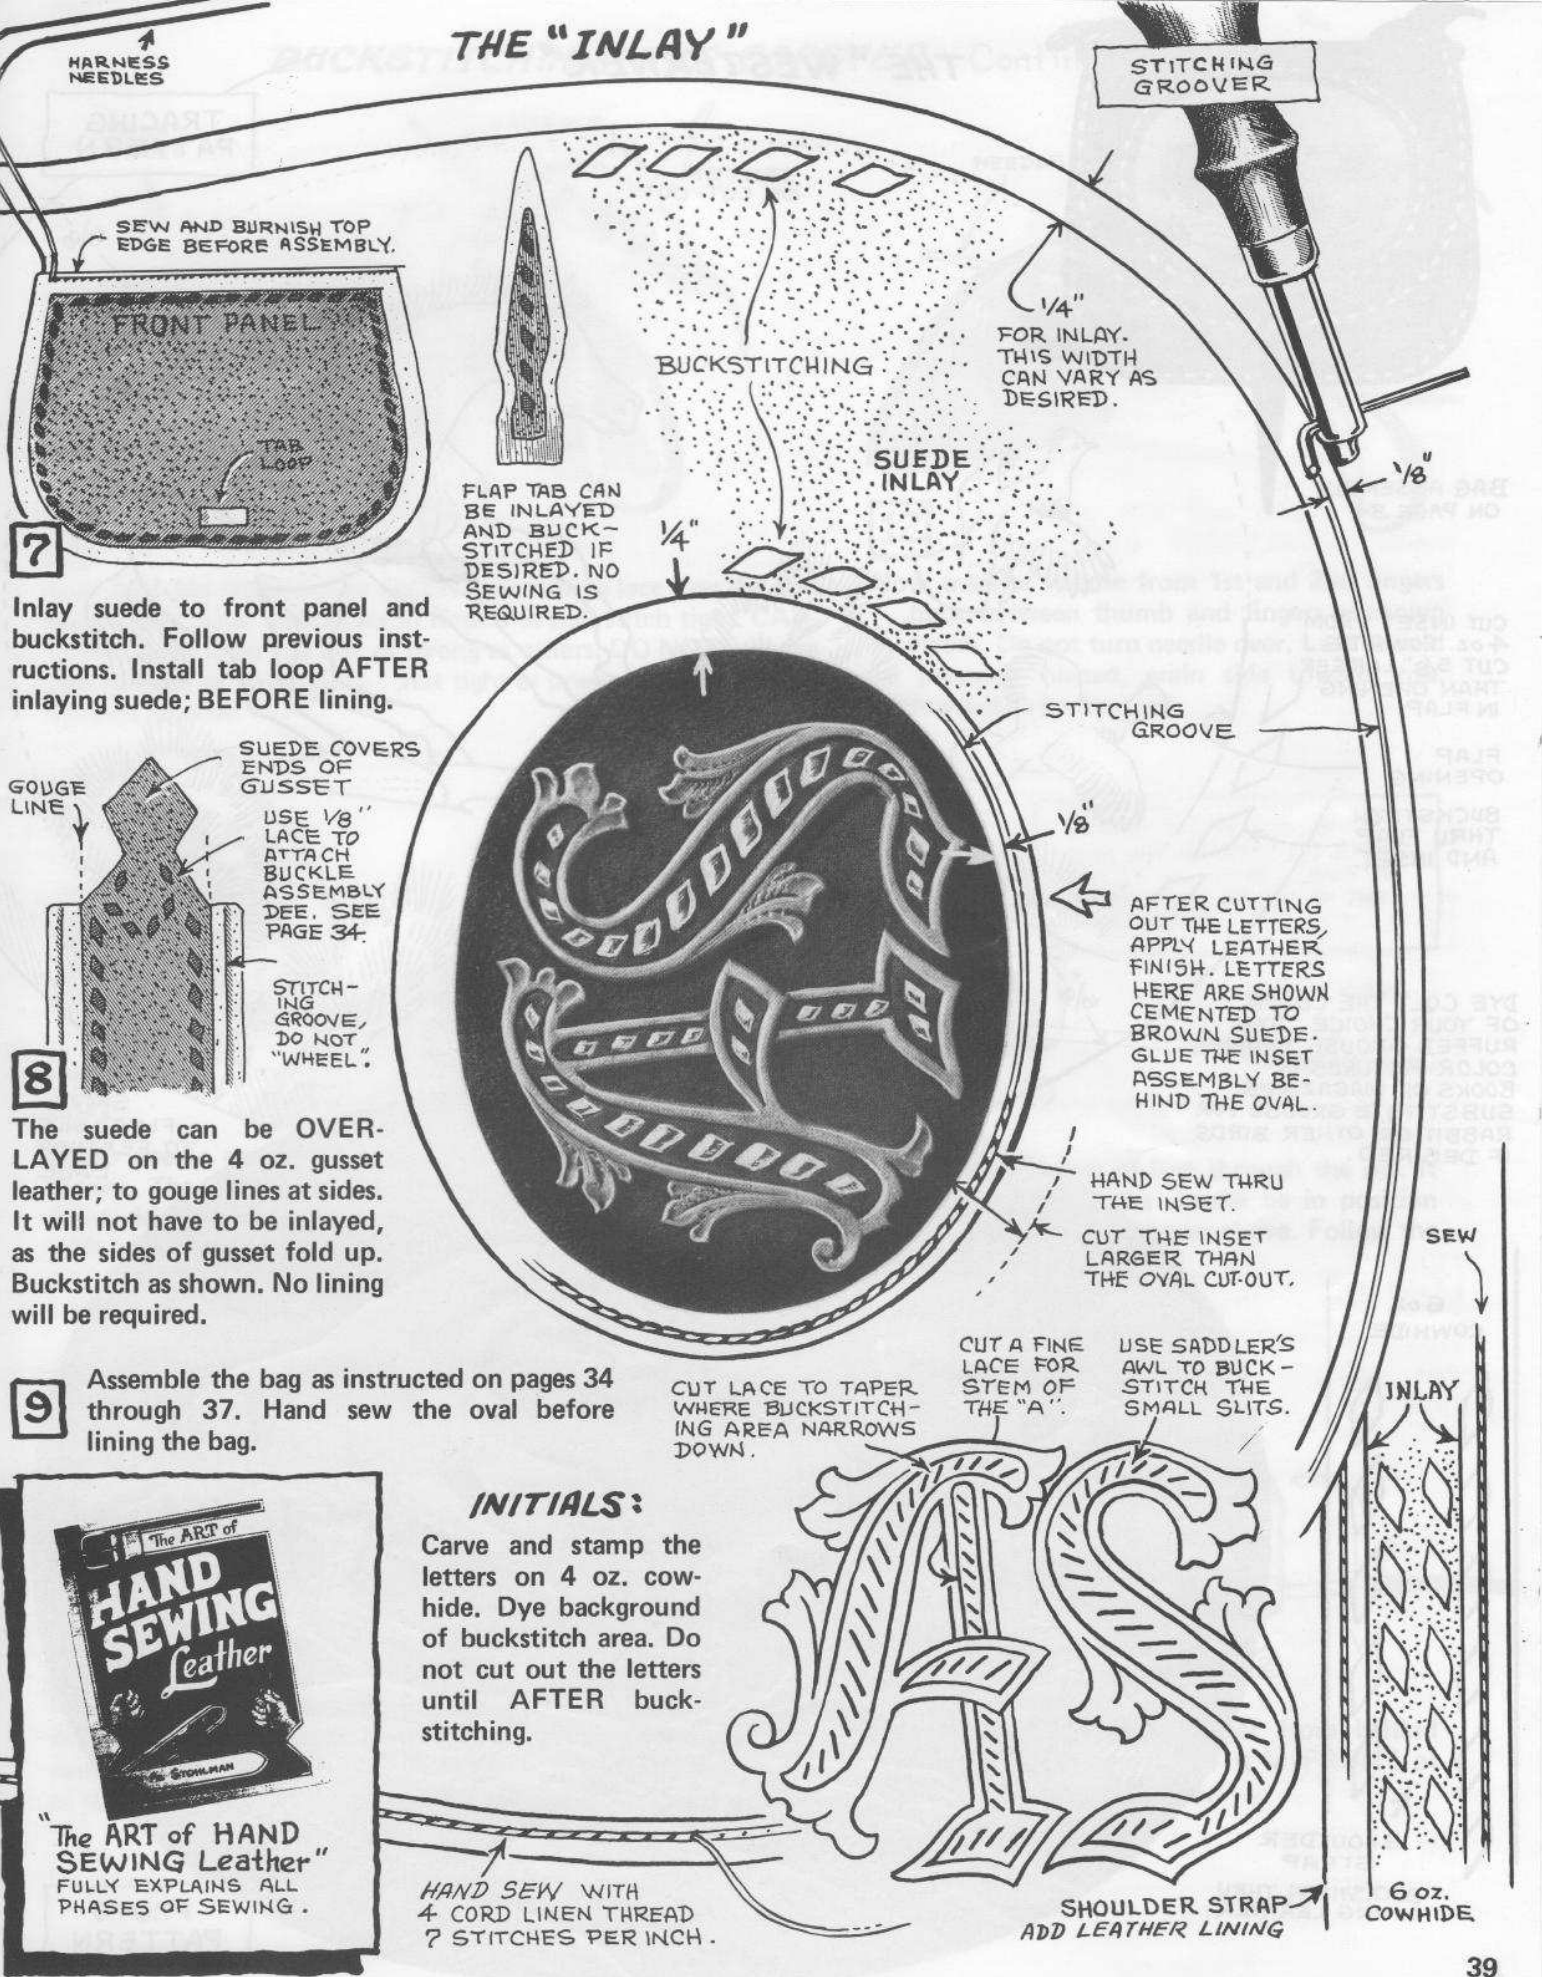 THE "INLAY"
HARNESS
NEEDLES
STITCHING
GROOVER
SEW AND BURNISH TOP
EDGE BEFORE ASSEMBLY.
FRONT PANEL
TAB
LOOP
7
Inlay suede to front panel and
buckstitch. Follow previous inst-
ructions. Install tab loop AFTER
inlaying suede; BEFORE lining.
FLAP TAB CAN
BE INLAYED
AND BUCK-
STITCHED IF
DESIRED. NO
SEWING IS
REQUIRED.
BUCKSTITCHING
1/4"
FOR INLAY.
THIS WIDTH
CAN VARY AS
DESIRED.
SUEDE
INLAY
1/4"
1/8"
STITCHING
GROOVE
1/8"
GOUGE
LINE
SUEDE COVERS
ENDS OF
GUSSET
USE 1/8"
LACE TO
ATTACH
BUCKLE
ASSEMBLY
DEE. SEE
PAGE 34.
STITCH-
ING
GROOVE,
DO NOT
"WHEEL".
8
The suede can be OVER-
LAYED on the 4 oz. gusset
leather; to gouge lines at sides.
It will not have to be inlayed,
as the sides of gusset fold up.
Buckstitch as shown. No lining
will be required.
AFTER CUTTING
OUT THE LETTERS,
APPLY LEATHER
FINISH. LETTERS
HERE ARE SHOWN
CEMENTED TO
BROWN SUEDE.
GLUE THE INSET
ASSEMBLY BE-
HIND THE OVAL.
HAND SEW THRU
THE INSET.
CUT THE INSET
LARGER THAN
THE OVAL CUT-OUT.
SEW
9
Assemble the bag as instructed on pages 34
through 37. Hand sew the oval before
lining the bag.
CUT LACE TO TAPER
WHERE BUCKSTITCH-
ING AREA NARROWS
DOWN.
CUT A FINE
LACE FOR
STEM OF
THE "A".
USE SADDLER'S
AWL TO BUCK-
STITCH THE
SMALL SLITS.
INLAY
INITIALS:
Carve and stamp the
letters on 4 oz. cow-
hide. Dye background
of buckstitch area. Do
not cut out the letters
until AFTER buck-
stitching.
AS
The ART of
HAND
SEWING
Leather
STOHLMAN
"The ART of HAND
SEWING Leather"
FULLY EXPLAINS ALL
PHASES OF SEWING.
HAND SEW WITH
4 CORD LINEN THREAD
7 STITCHES PER INCH.
SHOULDER STRAP
ADD LEATHER LINING
6 oz.
COWHIDE
39